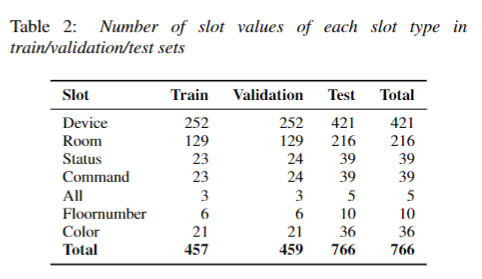 Table 2: Number of slot values of each slot type in
train/validation/test sets
Slot Train Validation Test Total
Device 252 252 421 421
Room 129 129 216 216
Status 23 24 39 39
Command 23 24 39 39
All 3 3 5 5
Floornumber 6 6 10 10
Color 21 21 36 36
Total 457 459 766 766